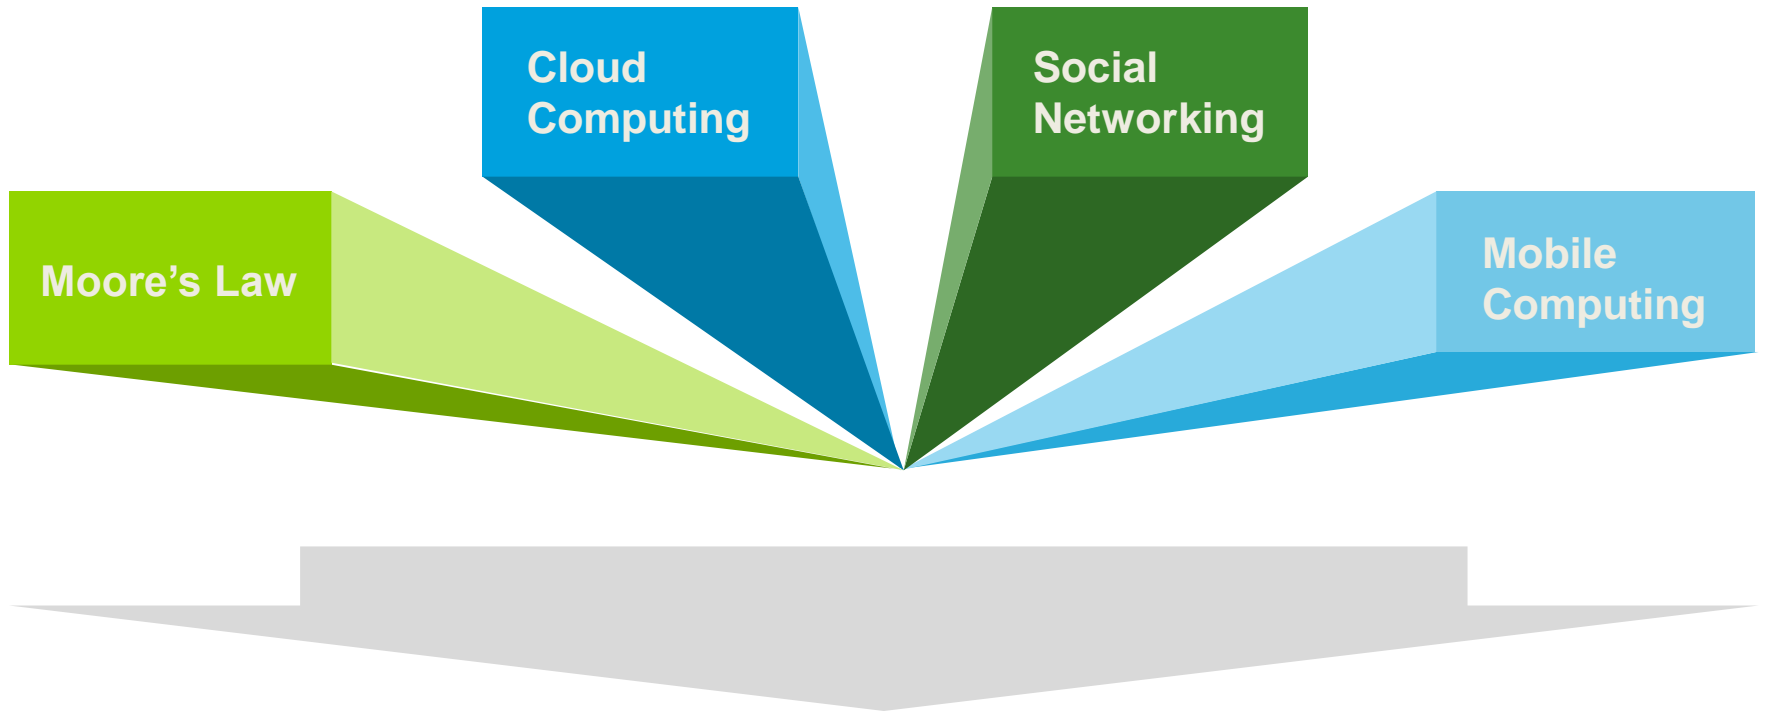 Cloud
Computing
Social
Networking
Moore’s Law
Mobile
Computing